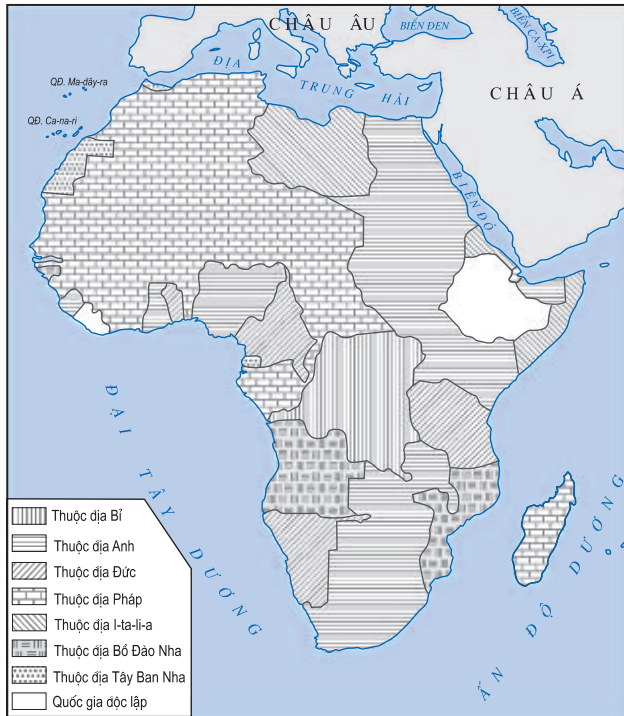 CHÂU ÂU
BIỂN ĐEN
BIỂN CA-XPI
ĐỊA
TRUNG HẢI
CHÂU Á
QĐ. Ma-dây-ra
QĐ. Ca-na-ri
BIỂN ĐỎ
ĐẠI TÂY DƯƠNG
ẤN ĐỘ DƯƠNG
Thuộc địa Bỉ
Thuộc địa Anh
Thuộc địa Đức
Thuộc địa Pháp
Thuộc địa I-ta-li-a
Thuộc địa Bồ Đào Nha
Thuộc địa Tây Ban Nha
Quốc gia độc lập